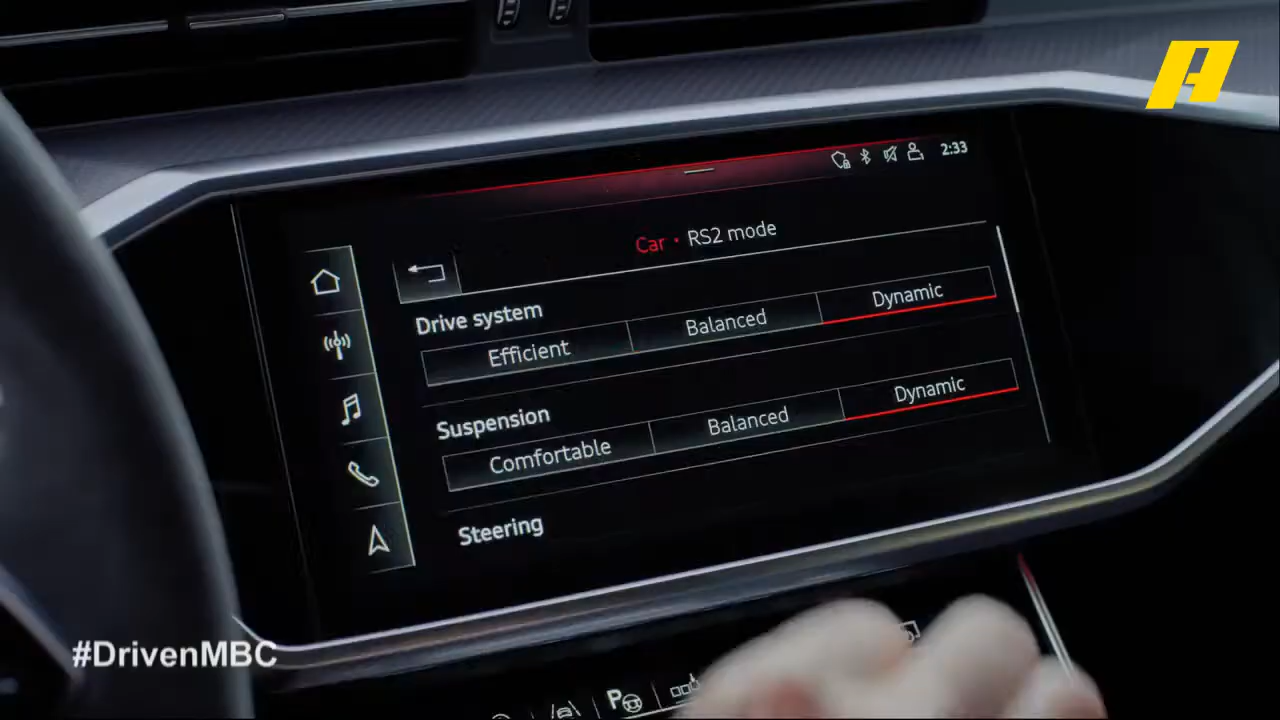 2:33
Car · RS2 mode
Drive system
Efficient Balanced Dynamic
Suspension
Comfortable Balanced Dynamic
Steering
#DrivenMBC
P